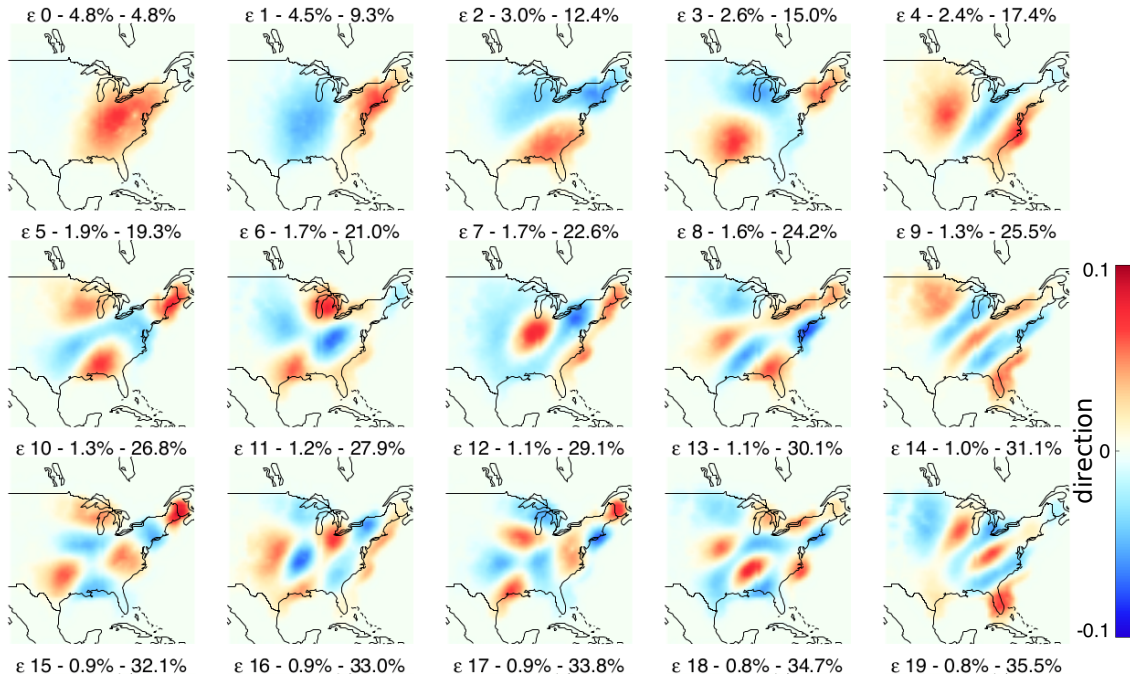 ε 0 - 4.8% - 4.8%
ε 1 - 4.5% - 9.3%
ε 2 - 3.0% - 12.4%
ε 3 - 2.6% - 15.0%
ε 4 - 2.4% - 17.4%
ε 5 - 1.9% - 19.3%
ε 6 - 1.7% - 21.0%
ε 7 - 1.7% - 22.6%
ε 8 - 1.6% - 24.2%
ε 9 - 1.3% - 25.5%
ε 10 - 1.3% - 26.8%
ε 11 - 1.2% - 27.9%
ε 12 - 1.1% - 29.1%
ε 13 - 1.1% - 30.1%
ε 14 - 1.0% - 31.1%
ε 15 - 0.9% - 32.1%
ε 16 - 0.9% - 33.0%
ε 17 - 0.9% - 33.8%
ε 18 - 0.8% - 34.7%
ε 19 - 0.8% - 35.5%
0.1
0
-0.1
direction